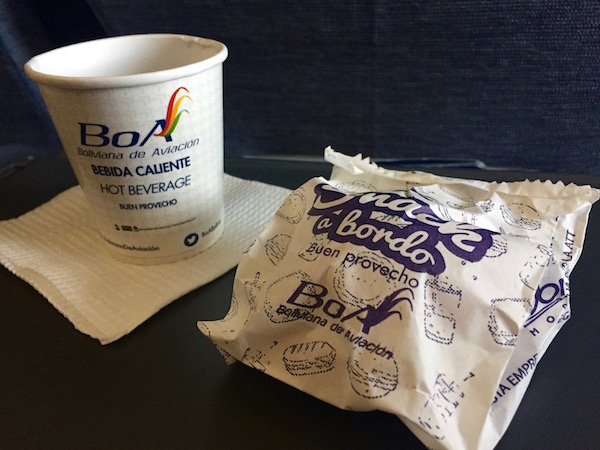 BoA
Boliviana de Aviación
BEBIDA CALIENTE
HOT BEVERAGE
BUEN PROVECHO
Snack
a bordo
Buen provecho
BoA
Boliviana de Aviación